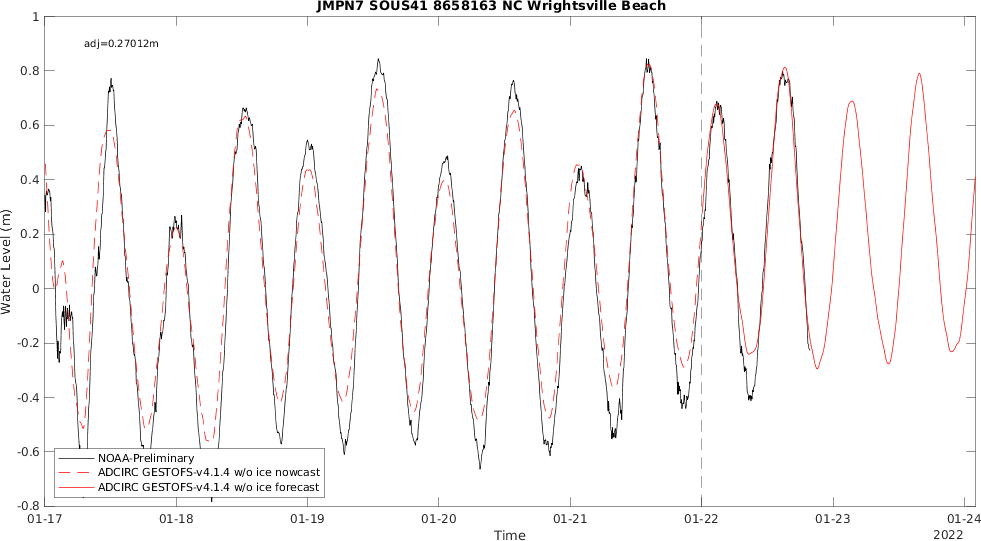 JMPN7 SOUS41 8658163 NC Wrightsville Beach
adj=0.27012m
1
0.8
0.6
0.4
0.2
0
-0.2
-0.4
-0.6
-0.8
Water Level (m)
NOAA-Preliminary
ADCIRC GESTOFS-v4.1.4 w/o ice nowcast
ADCIRC GESTOFS-v4.1.4 w/o ice forecast
01-17 01-18 01-19 01-20 01-21 01-22 01-23 01-24
Time
2022